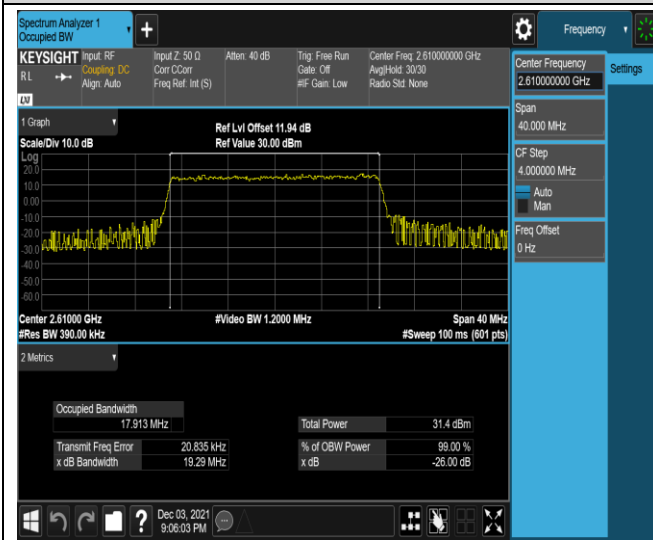 Spectrum Analyzer 1
Occupied BW
Frequency
KEYSIGHT
Input: RF
Coupling: DC
Align: Auto
Input Z: 50 Ω
Corr CCorr
Freq Ref: Int (S)
Atten: 40 dB
Trig: Free Run
Gate: Off
#IF Gain: Low
Center Freq: 2.610000000 GHz
Avg|Hold: 30/30
Radio Std: None
RL
LXI
Center Frequency
2.610000000 GHz
Settings
Span
40.000 MHz
CF Step
4.000000 MHz
Auto
Man
Freq Offset
0 Hz
1 Graph
Scale/Div 10.0 dB
Ref Lvl Offset 11.94 dB
Ref Value 30.00 dBm
Log
20.0
10.0
0.00
-10.0
-20.0
-30.0
-40.0
-50.0
-60.0
Center 2.61000 GHz
#Video BW 1.2000 MHz
Span 40 MHz
#Res BW 390.00 kHz
#Sweep 100 ms (601 pts)
2 Metrics
Occupied Bandwidth
17.913 MHz
Total Power 31.4 dBm
Transmit Freq Error 20.835 kHz
% of OBW Power 99.00 %
x dB Bandwidth 19.29 MHz
x dB -26.00 dB
Dec 03, 2021
9:06:03 PM